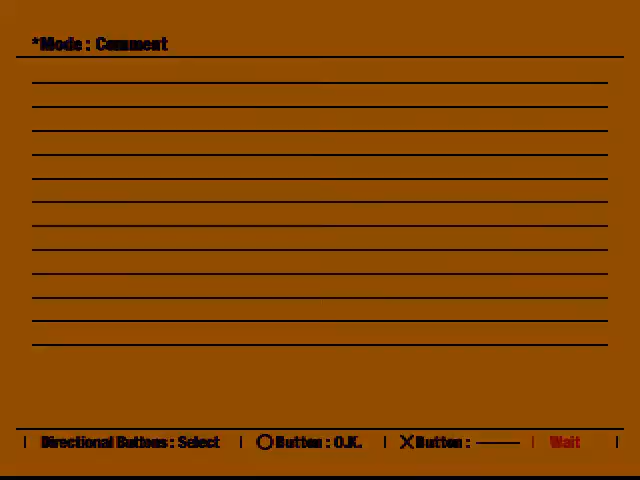 *Mode : Comment
Directional Buttons : Select | ◯Button : O.K. | ✕Button : ——— | Wait